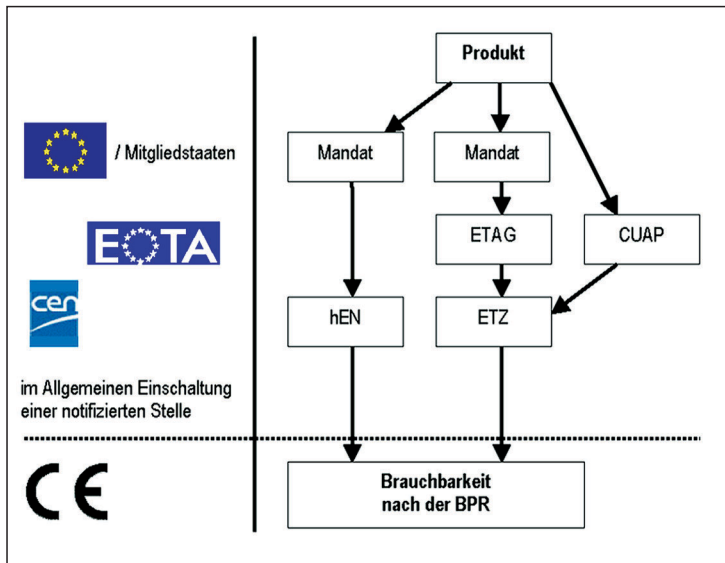 Produkt
/ Mitgliedstaaten
Mandat
Mandat
EOTA
ETAG
CUAP
cen
hEN
ETZ
im Allgemeinen Einschaltung
einer notifizierten Stelle
CE
Brauchbarkeit
nach der BPR